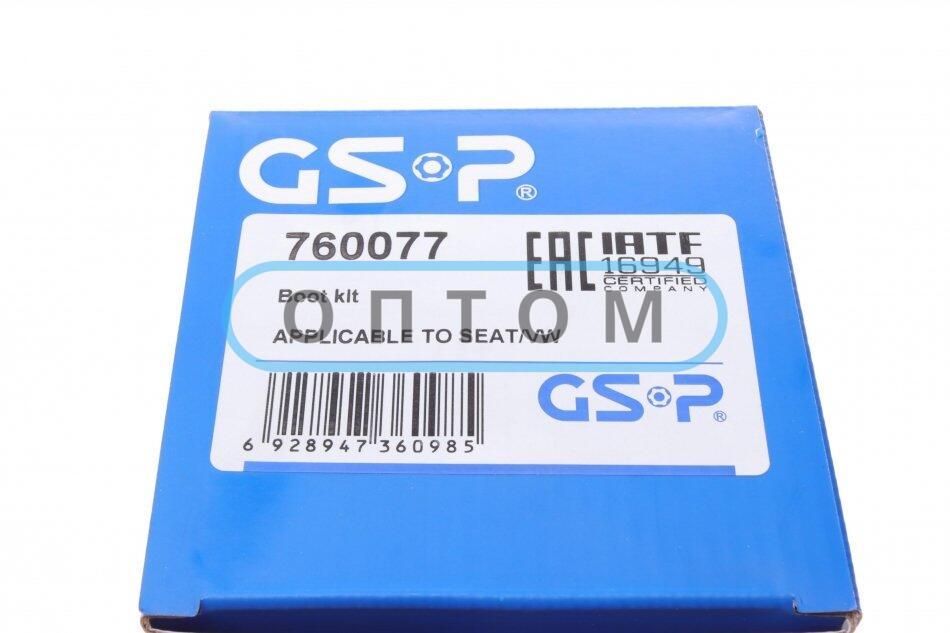 GSP®
760077
EAC
IATF
16949
CERTIFIED
COMPANY
Boot kit
ОПТОМ
APPLICABLE TO SEAT/VW
GSP®
6 928947 360985